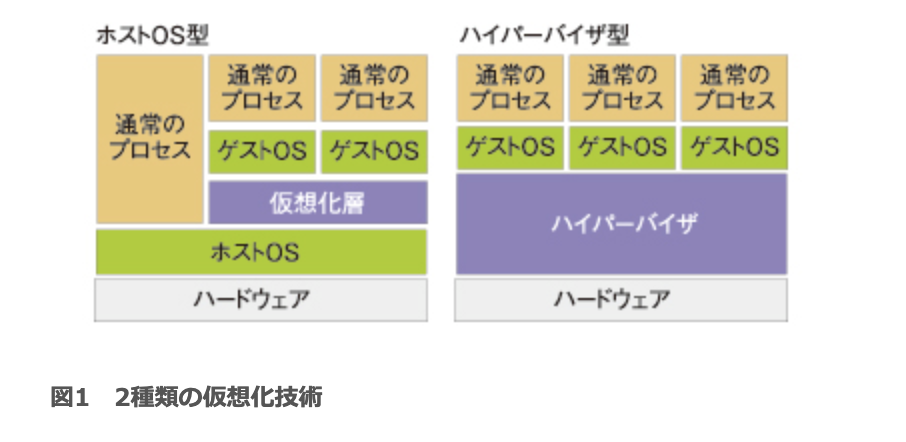 ホストOS型
通常の
プロセス
通常の
プロセス
通常の
プロセス
ゲストOS
ゲストOS
仮想化層
ホストOS
ハードウェア
ハイパーバイザ型
通常の
プロセス
通常の
プロセス
通常の
プロセス
ゲストOS
ゲストOS
ゲストOS
ハイパーバイザ
ハードウェア
図1　2種類の仮想化技術